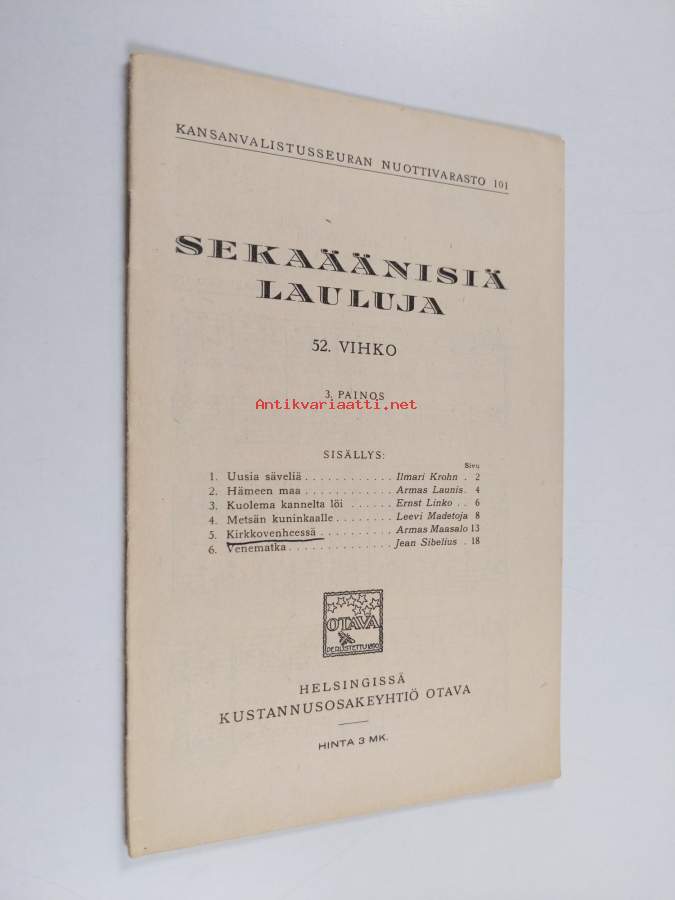 KANSANVALISTUSSEURAN NUOTTIVARASTO 101
SEKAÄÄNISIÄ
LAULUJA
52. VIHKO
3. PAINOS
Antikvariaatti.net
SISÄLLYS:
Sivu
1. Uusia säveliä . . . . . . . . . . . . Ilmari Krohn . 2
2. Hämeen maa . . . . . . . . . . . . Armas Launis. 4
3. Kuolema kannelta löi . . . . . Ernst Linko . . 6
4. Metsän kuninkaalle . . . . . . . Leevi Madetoja 8
5. Kirkkovenheessä . . . . . . . . . . Armas Maasalo 13
6. Venematka . . . . . . . . . . . . . . Jean Sibelius . 18
OTAVA
PERUSTETTU 1890
HELSINGISSÄ
KUSTANNUSOSAKEYHTIÖ OTAVA
HINTA 3 MK.